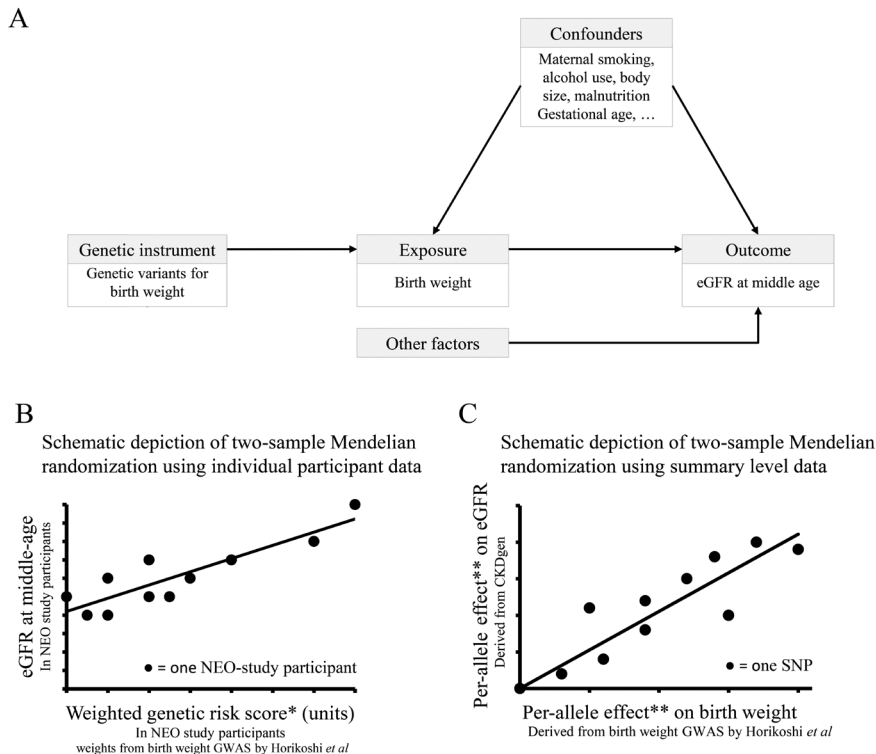 A
Confounders
Maternal smoking,
alcohol use, body
size, malnutrition
Gestational age, …
Genetic instrument
Genetic variants for
birth weight
Exposure
Birth weight
Outcome
eGFR at middle age
Other factors
B
Schematic depiction of two-sample Mendelian
randomization using individual participant data
eGFR at middle-age
In NEO study participants
● = one NEO-study participant
Weighted genetic risk score* (units)
In NEO study participants
weights from birth weight GWAS by Horikoshi et al
C
Schematic depiction of two-sample Mendelian
randomization using summary level data
Per-allele effect** on eGFR
Derived from CKDgen
● = one SNP
Per-allele effect** on birth weight
Derived from birth weight GWAS by Horikoshi et al